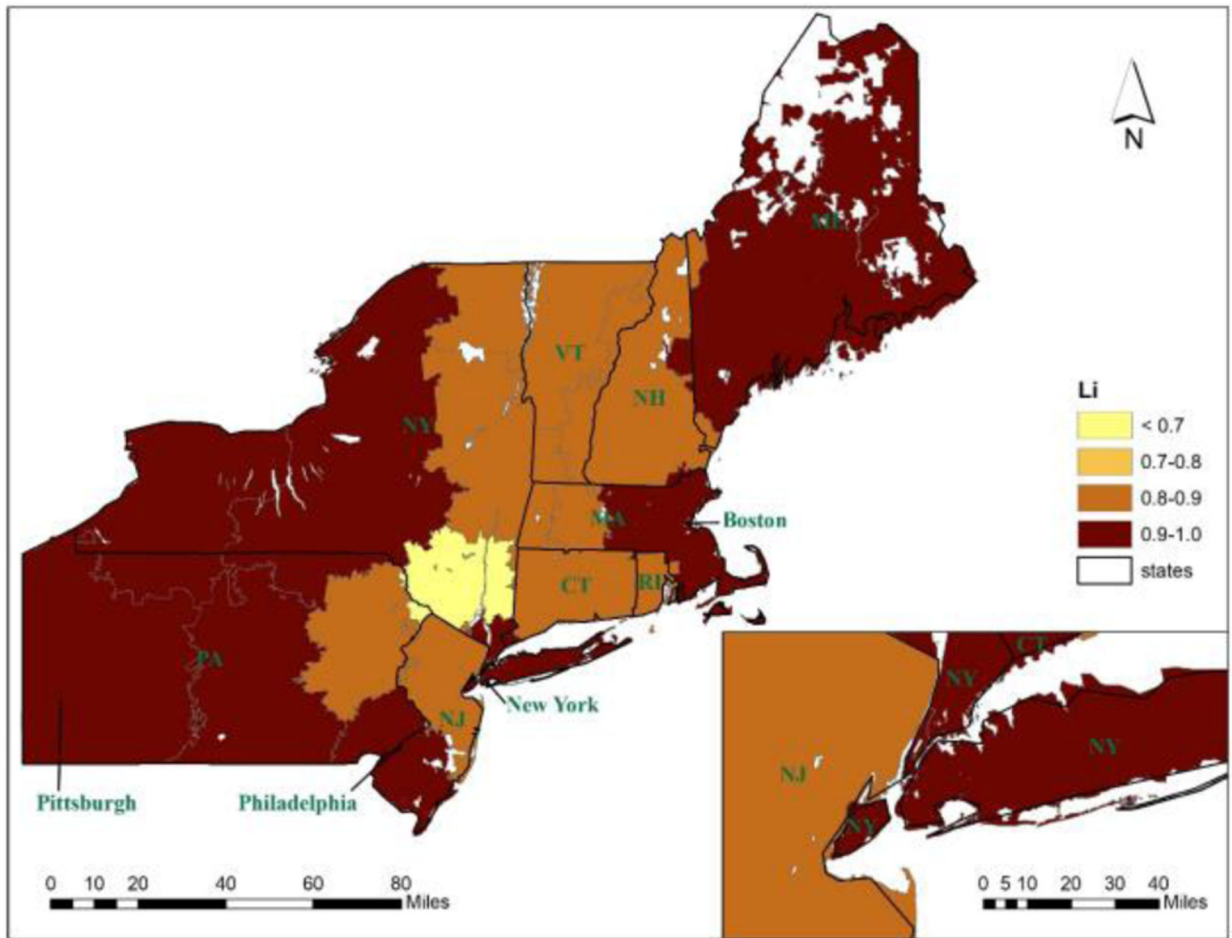 N
ME
VT
NH
NY
Li
< 0.7
0.7-0.8
0.8-0.9
0.9-1.0
states
MA
Boston
CT
RI
PA
New York
NJ
Pittsburgh
Philadelphia
0 10 20 40 60 80
Miles
CT
NY
NY
NJ
NY
0 5 10 20 30 40
Miles